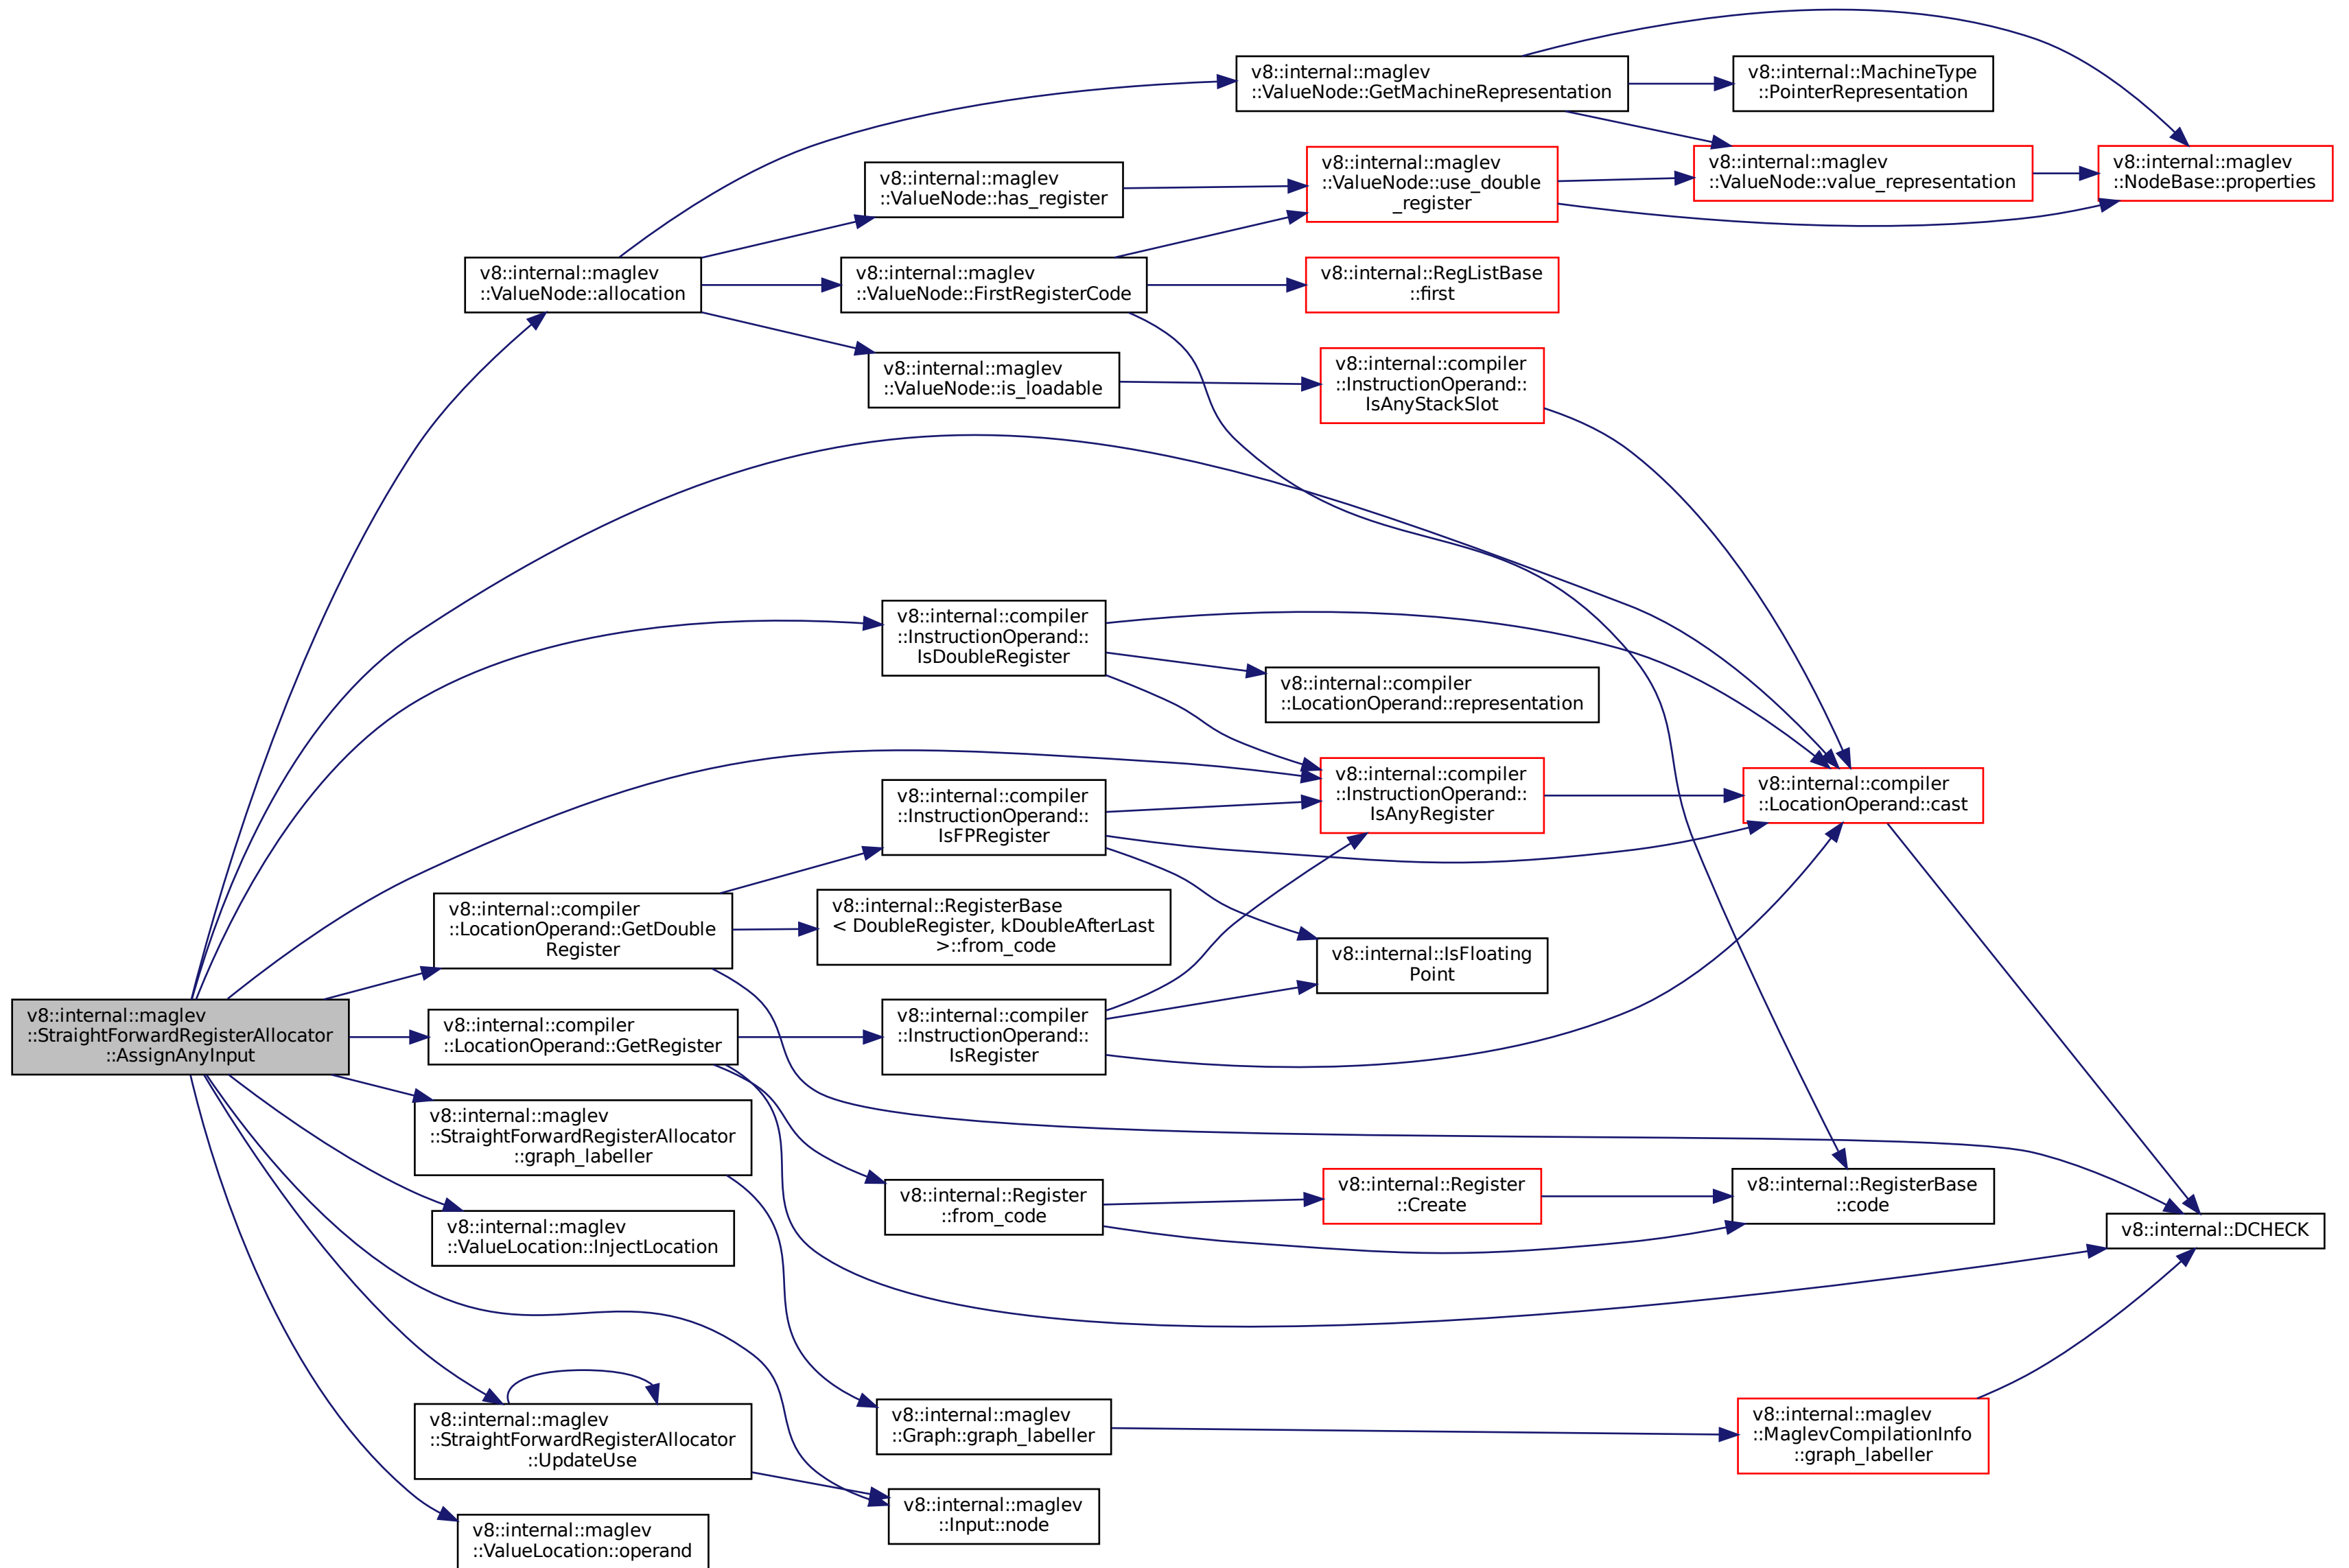 v8::internal::maglev
::StraightForwardRegisterAllocator
::AssignAnyInput
v8::internal::maglev
::ValueNode::allocation
v8::internal::compiler
::LocationOperand::GetDouble
Register
v8::internal::compiler
::LocationOperand::GetRegister
v8::internal::maglev
::StraightForwardRegisterAllocator
::graph_labeller
v8::internal::maglev
::ValueLocation::InjectLocation
v8::internal::maglev
::StraightForwardRegisterAllocator
::UpdateUse
v8::internal::maglev
::ValueLocation::operand
v8::internal::maglev
::ValueNode::has_register
v8::internal::maglev
::ValueNode::FirstRegisterCode
v8::internal::maglev
::ValueNode::is_loadable
v8::internal::compiler
::InstructionOperand::
IsDoubleRegister
v8::internal::compiler
::InstructionOperand::
IsFPRegister
v8::internal::RegisterBase
< DoubleRegister, kDoubleAfterLast
>::from_code
v8::internal::compiler
::InstructionOperand::
IsRegister
v8::internal::Register
::from_code
v8::internal::maglev
::Graph::graph_labeller
v8::internal::maglev
::Input::node
v8::internal::maglev
::ValueNode::GetMachineRepresentation
v8::internal::maglev
::ValueNode::use_double
_register
v8::internal::RegListBase
::first
v8::internal::compiler
::InstructionOperand::
IsAnyStackSlot
v8::internal::compiler
::LocationOperand::representation
v8::internal::compiler
::InstructionOperand::
IsAnyRegister
v8::internal::IsFloating
Point
v8::internal::Register
::Create
v8::internal::MachineType
::PointerRepresentation
v8::internal::maglev
::ValueNode::value_representation
v8::internal::compiler
::LocationOperand::cast
v8::internal::RegisterBase
::code
v8::internal::maglev
::MaglevCompilationInfo
::graph_labeller
v8::internal::maglev
::NodeBase::properties
v8::internal::DCHECK